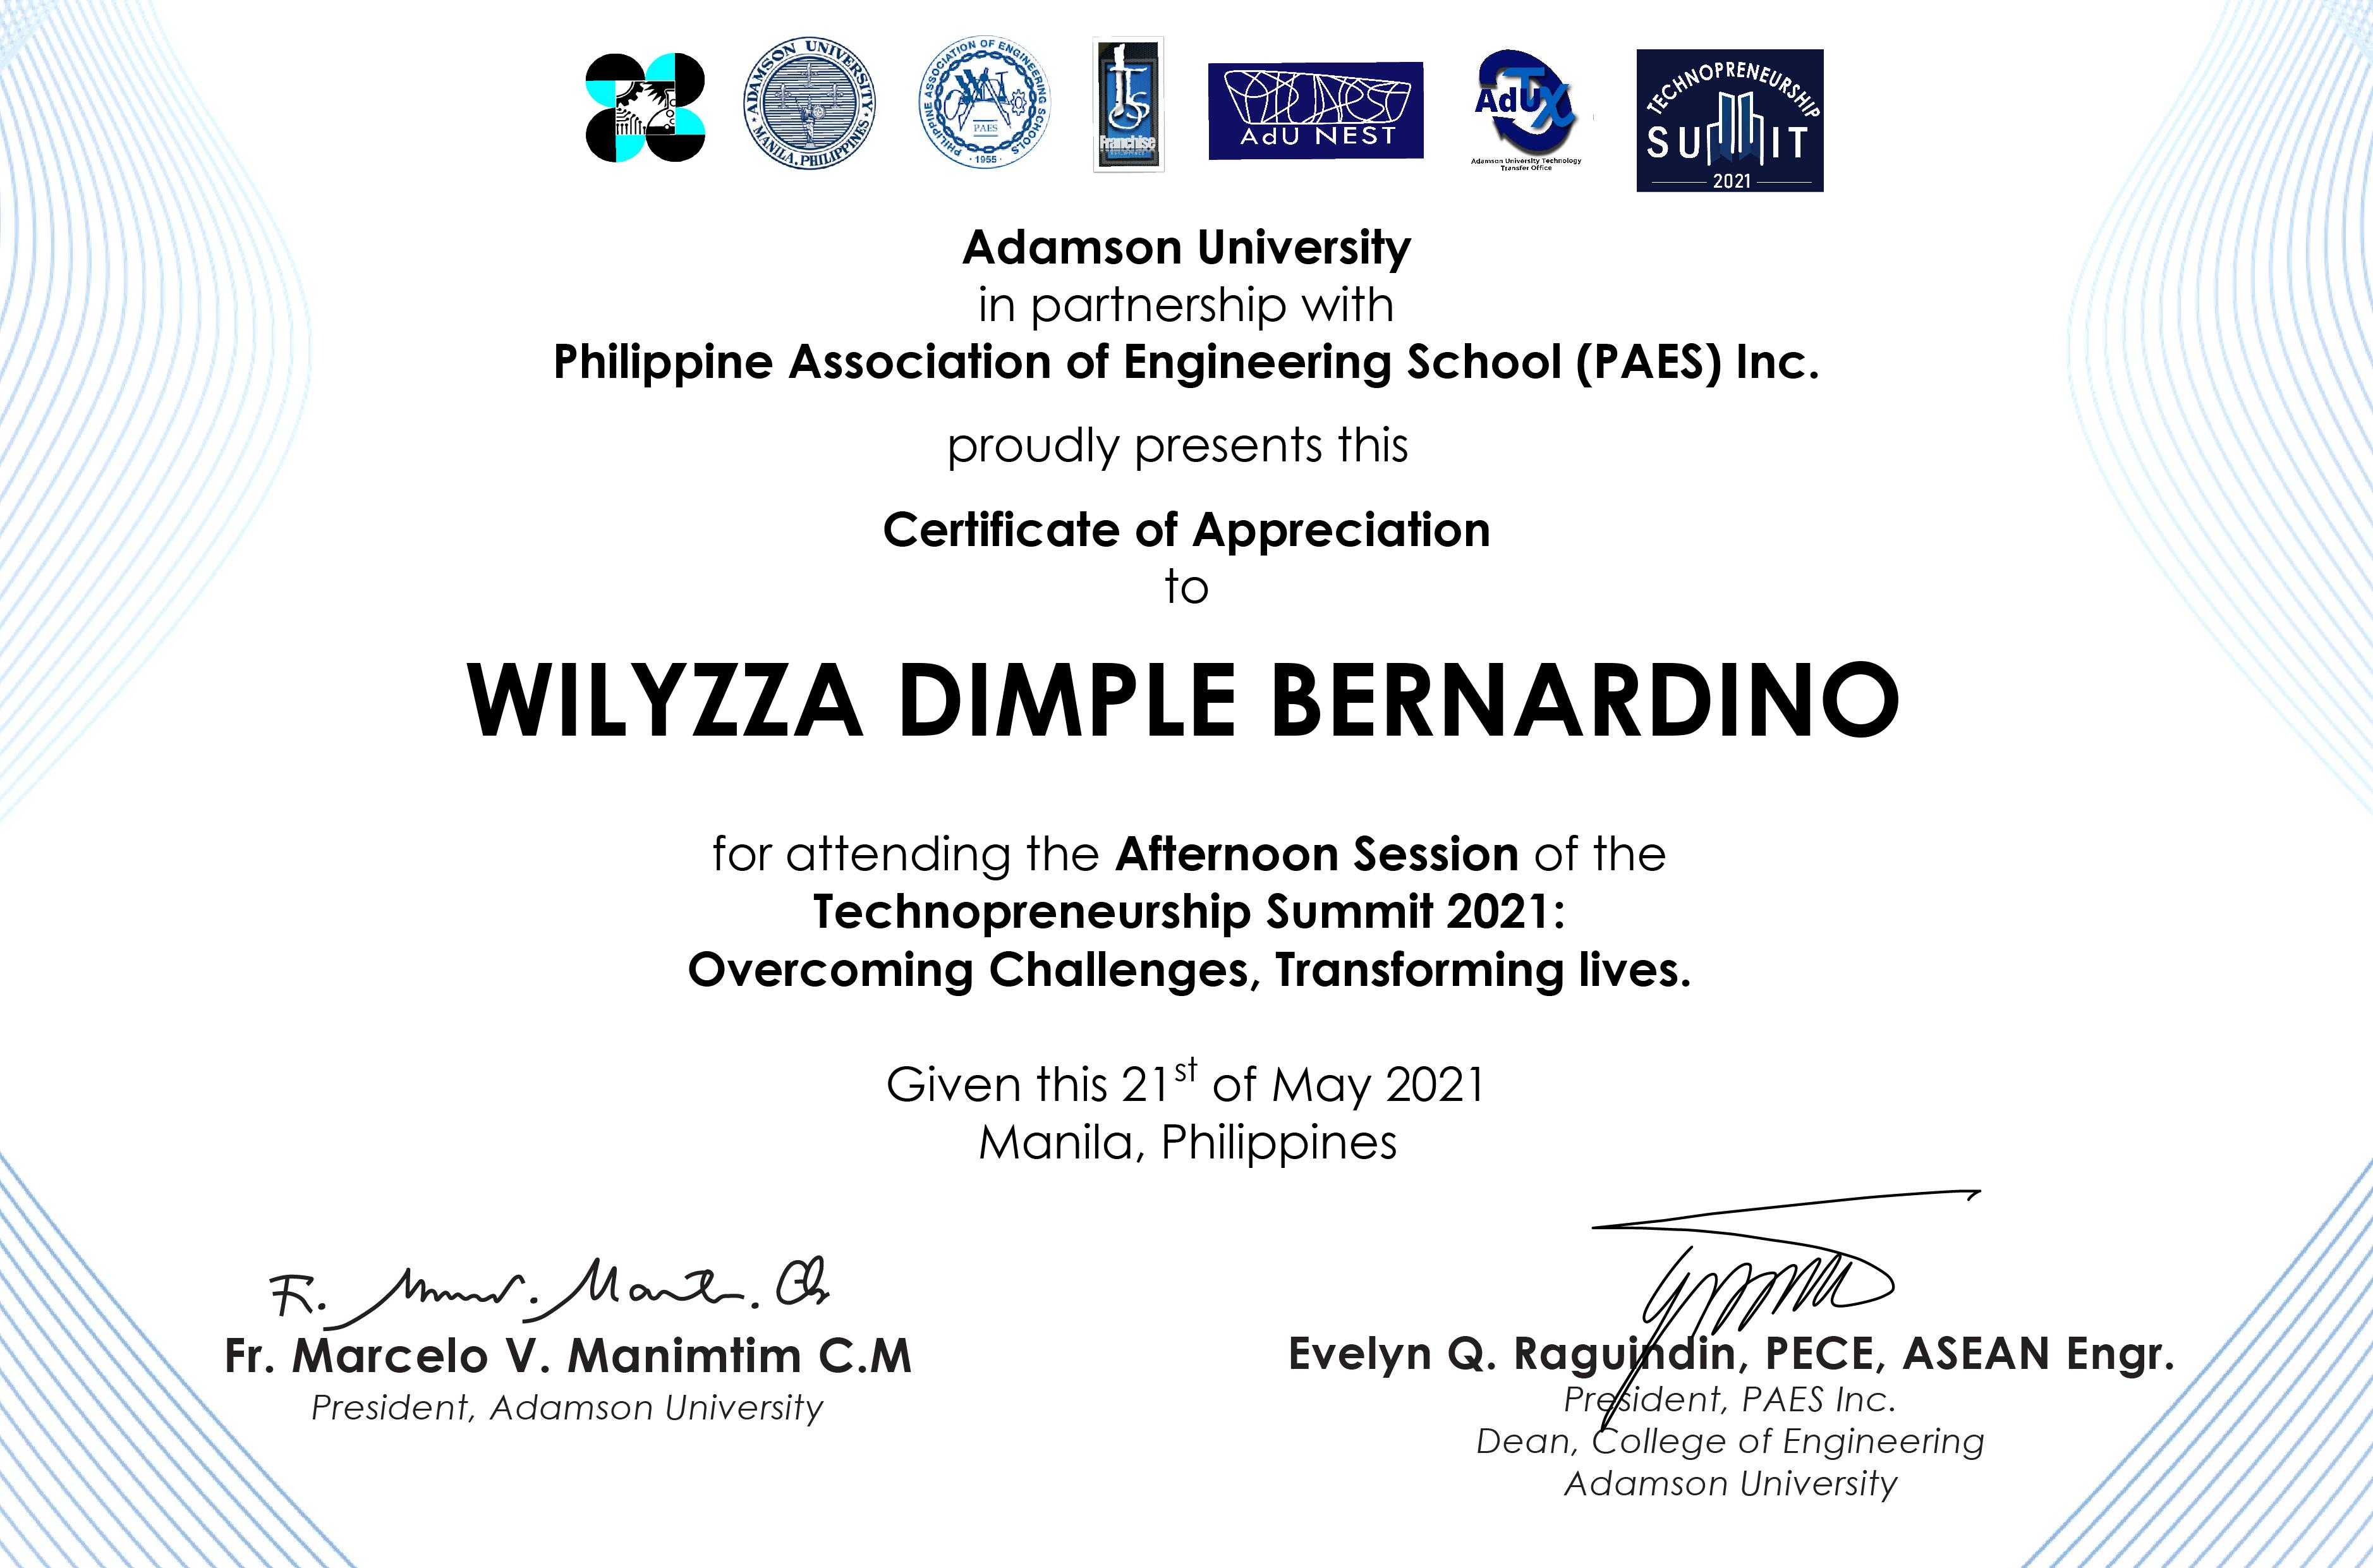 ADAMSON UNIVERSITY
MANILA, PHILIPPINES
PHILIPPINE ASSOCIATION OF ENGINEERING SCHOOLS
PAES
1955
Franchise
AdU NEST
AdUTX
Adamson University Technology
Transfer Office
TECHNOPRENEURSHIP
SUMMIT
2021
Adamson University
in partnership with
Philippine Association of Engineering School (PAES) Inc.
proudly presents this
Certificate of Appreciation
to
WILYZZA DIMPLE BERNARDINO
for attending the Afternoon Session of the
Technopreneurship Summit 2021:
Overcoming Challenges, Transforming lives.
Given this 21st of May 2021
Manila, Philippines
Fr. Marcelo V. Manimtim C.M
President, Adamson University
Evelyn Q. Raguindin, PECE, ASEAN Engr.
President, PAES Inc.
Dean, College of Engineering
Adamson University